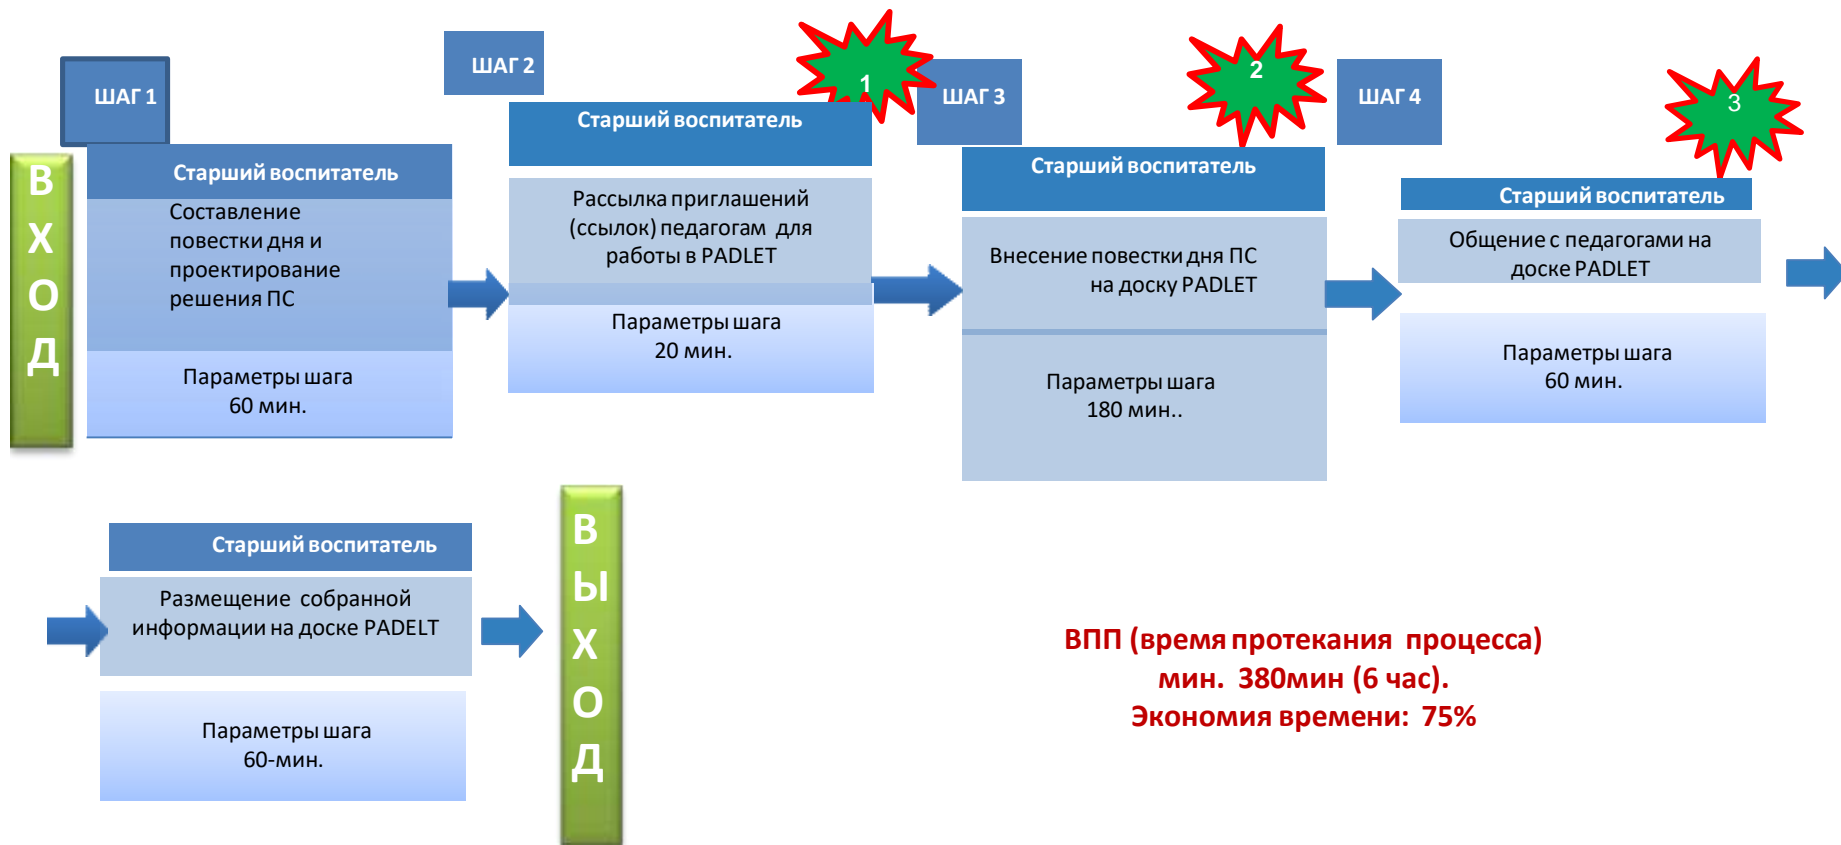 ВХОД
ШАГ 1
Старший воспитатель
Составление
повестки дня и
проектирование
решения ПС
Параметры шага
60 мин.
ШАГ 2
1
Старший воспитатель
Рассылка приглашений
(ссылок) педагогам для
работы в PADLET
Параметры шага
20 мин.
ШАГ 3
2
Старший воспитатель
Внесение повестки дня ПС
на доску PADLET
Параметры шага
180 мин..
ШАГ 4
3
Старший воспитатель
Общение с педагогами на
доске PADLET
Параметры шага
60 мин.
Старший воспитатель
Размещение собранной
информации на доске PADELT
Параметры шага
60-мин.
ВЫХОД
ВПП (время протекания процесса)
мин. 380мин (6 час).
Экономия времени: 75%